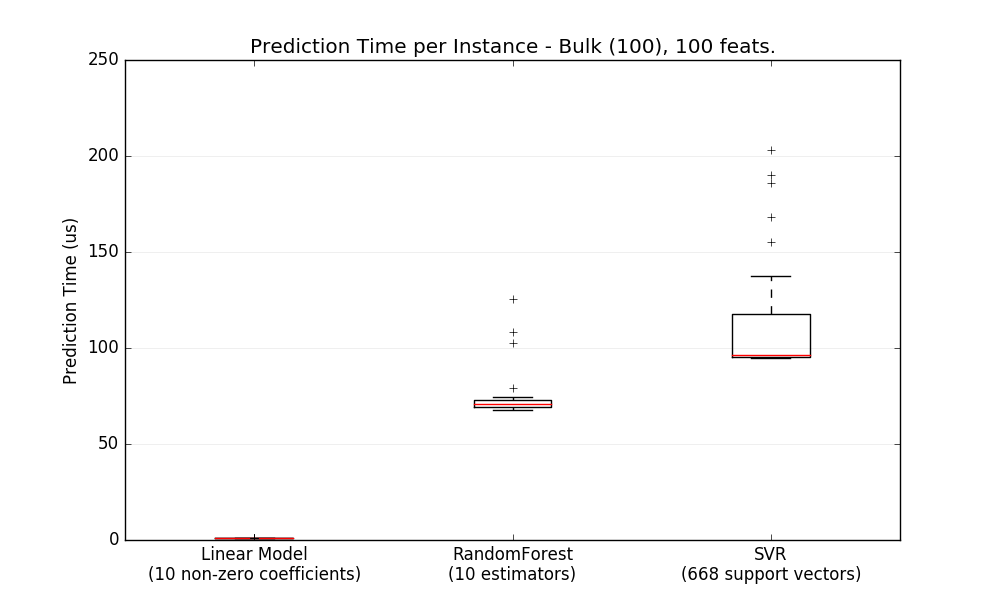 Prediction Time per Instance - Bulk (100), 100 feats.
250
200
150
100
50
0
Prediction Time (us)
Linear Model
(10 non-zero coefficients)
RandomForest
(10 estimators)
SVR
(668 support vectors)